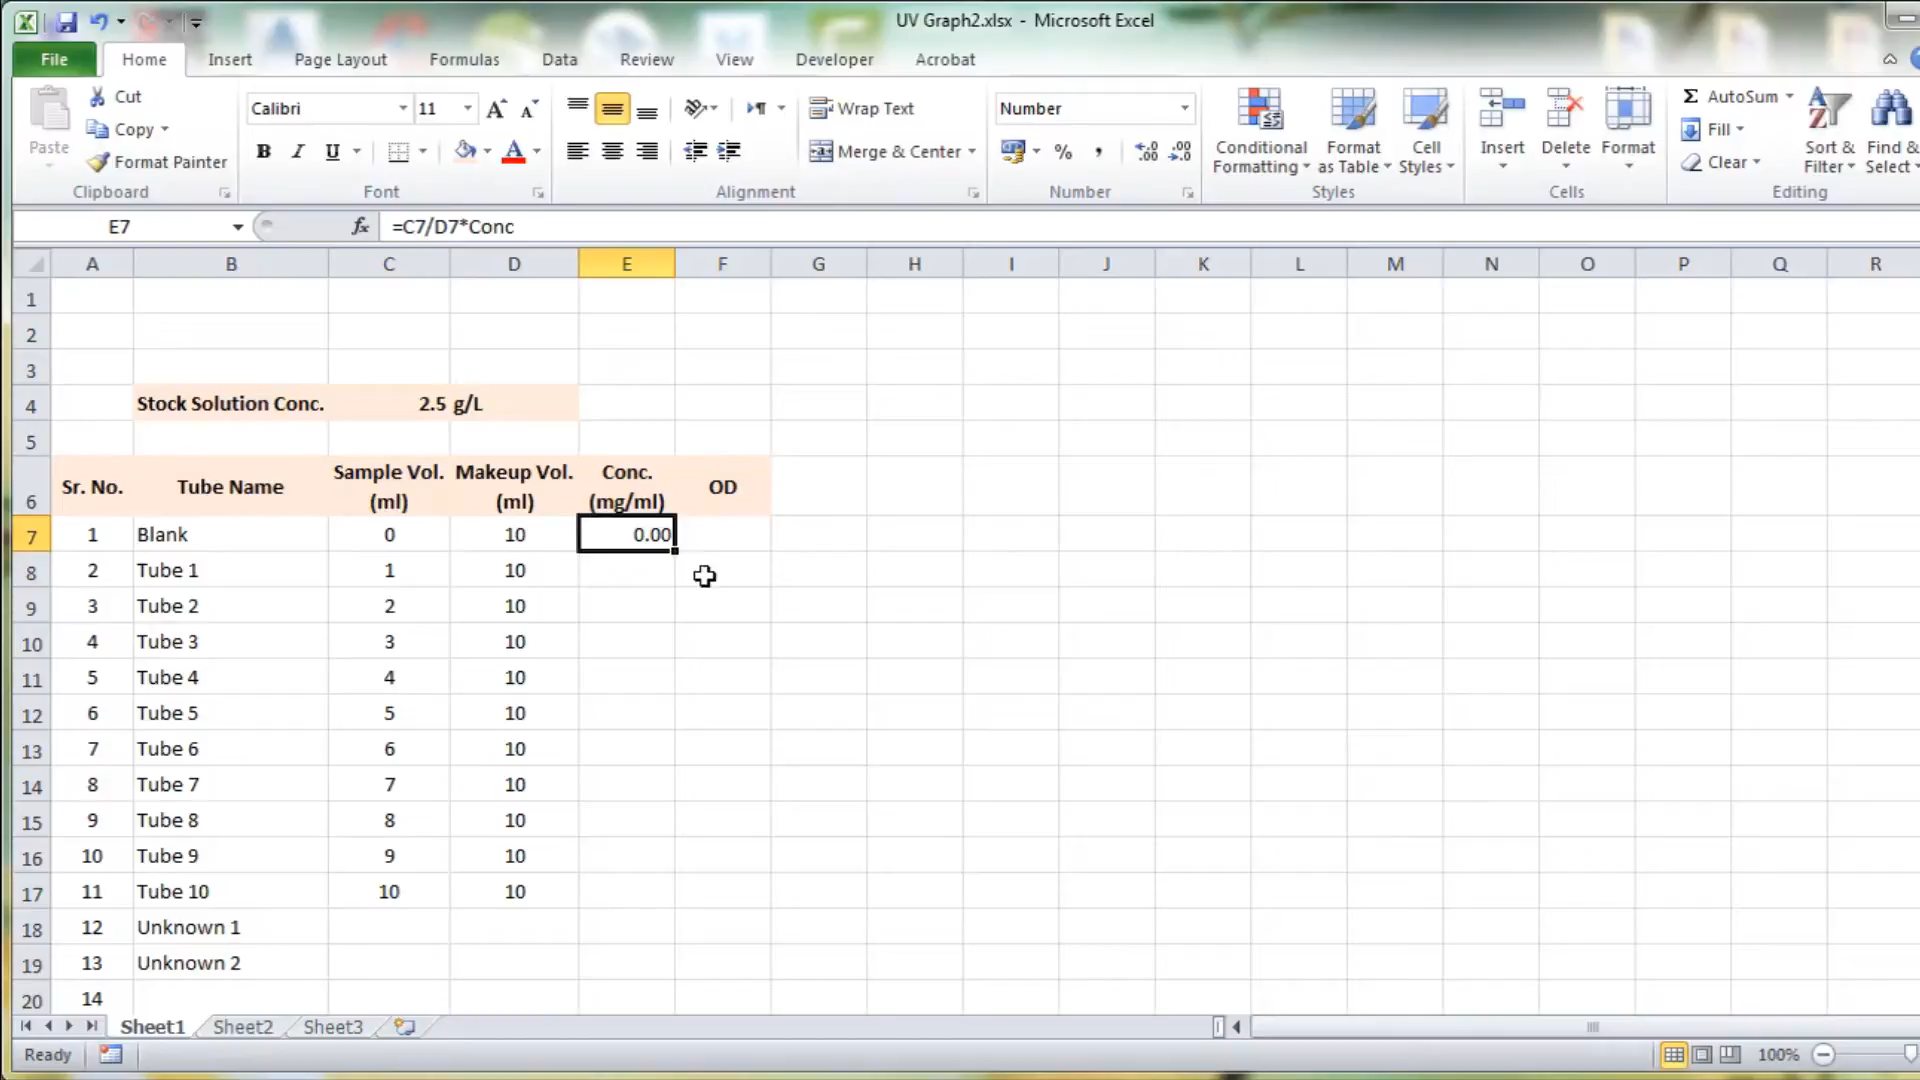 UV Graph2.xlsx - Microsoft Excel
File Home Insert Page Layout Formulas Data Review View Developer Acrobat
Paste
Cut
Copy
Format Painter
Clipboard
Calibri 11
B I U
Font
Wrap Text
Merge & Center
Alignment
Number
%
Number
Conditional Formatting
Format as Table
Cell Styles
Styles
Insert
Delete
Format
Cells
AutoSum
Fill
Clear
Sort & Filter
Find & Select
Editing
E7 fx =C7/D7*Conc
A B C D E F G H I J K L M N O P Q R
1
2
3
4 Stock Solution Conc. 2.5 g/L
5
6 Sr. No. Tube Name Sample Vol. (ml) Makeup Vol. (ml) Conc. (mg/ml) OD
7 1 Blank 0 10 0.00
8 2 Tube 1 1 10
9 3 Tube 2 2 10
10 4 Tube 3 3 10
11 5 Tube 4 4 10
12 6 Tube 5 5 10
13 7 Tube 6 6 10
14 8 Tube 7 7 10
15 9 Tube 8 8 10
16 10 Tube 9 9 10
17 11 Tube 10 10 10
18 12 Unknown 1
19 13 Unknown 2
20 14
Sheet1 Sheet2 Sheet3
Ready 100%